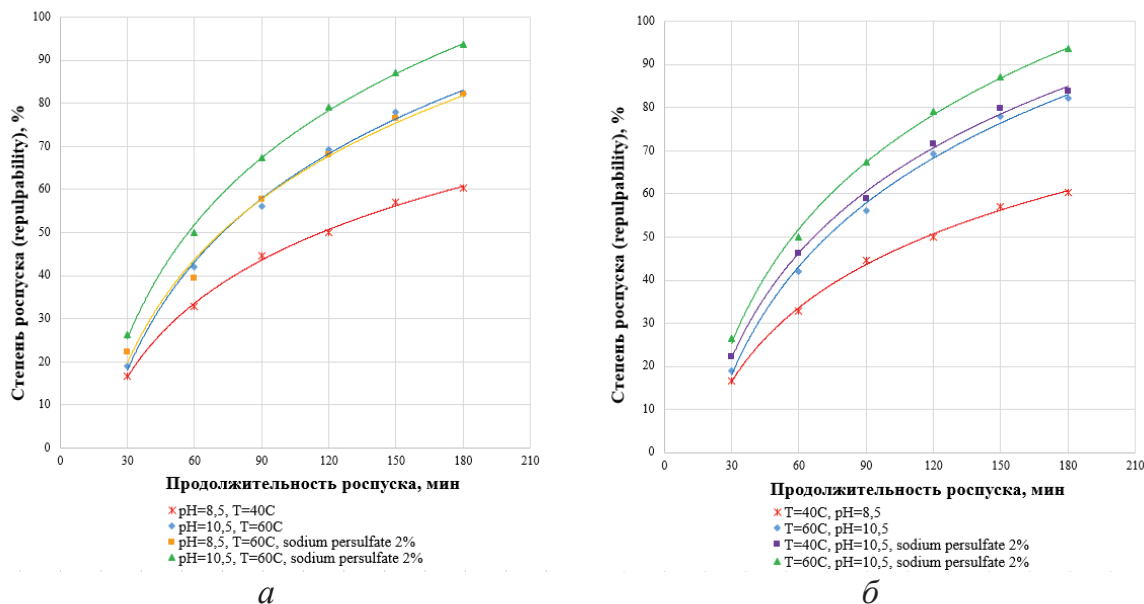 100
90
80
70
60
50
40
30
20
10
0
Степень роспуска (repulpability), %
0 30 60 90 120 150 180 210
Продолжительность роспуска, мин
pH=8,5, T=40C
pH=10,5, T=60C
pH=8,5, T=60C, sodium persulfate 2%
pH=10,5, T=60C, sodium persulfate 2%
а
100
90
80
70
60
50
40
30
20
10
0
Степень роспуска (repulpability), %
0 30 60 90 120 150 180 210
Продолжительность роспуска, мин
T=40C, pH=8,5
T=60C, pH=10,5
T=40C, pH=10,5, sodium persulfate 2%
T=60C, pH=10,5, sodium persulfate 2%
б